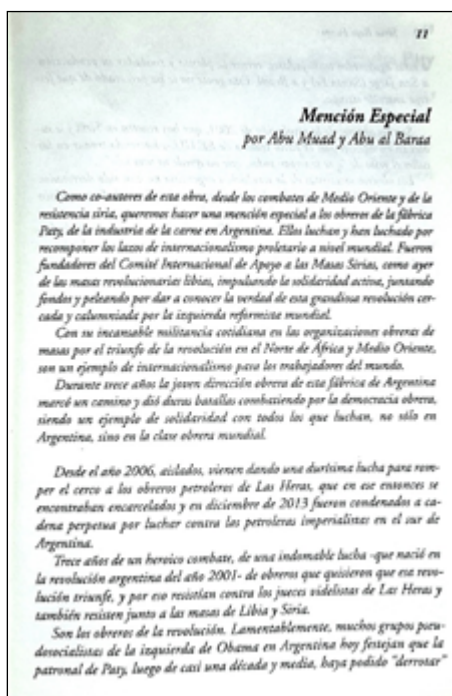 11
Mención Especial
por Abu Muad y Abu al Baraa
Como co-autores de esta obra, desde los combates de Medio Oriente y de la
resistencia siria, queremos hacer una mención especial a los obreros de la fábrica
Paty, de la industria de la carne en Argentina. Ellos luchan y han luchado por
recomponer los lazos de internacionalismo proletario a nivel mundial. Fueron
fundadores del Comité Internacional de Apoyo a las Masas Sirias, como ayer
de las masas revolucionarias libias, impulsando la solidaridad activa, juntando
fondos y peleando por dar a conocer la verdad de esta grandiosa revolución cer-
cada y calumniada por la izquierda reformista mundial.
Con su incansable militancia cotidiana en las organizaciones obreras de
masas por el triunfo de la revolución en el Norte de África y Medio Oriente,
son un ejemplo de internacionalismo para los trabajadores del mundo.
Durante trece años la joven dirección obrera de esta fábrica de Argentina
marcó un camino y dió duras batallas combatiendo por la democracia obrera,
siendo un ejemplo de solidaridad con todos los que luchan, no sólo en
Argentina, sino en la clase obrera mundial.
Desde el año 2006, aislados, vienen dando una durísima lucha para rom-
per el cerco a los obreros petroleros de Las Heras, que en ese entonces se
encontraban encarcelados y en diciembre de 2013 fueron condenados a ca-
dena perpetua por luchar contra las petroleras imperialistas en el sur de
Argentina.
Trece años de un heroico combate, de una indomable lucha -que nació en
la revolución argentina del año 2001- de obreros que quisieron que esa revo-
lución triunfe, y por eso resistían contra los jueces videlistas de Las Heras y
también resisten junto a las masas de Libia y Siria.
Son los obreros de la revolución. Lamentablemente, muchos grupos pseu-
dosocialistas de la izquierda de Obama en Argentina hoy festejan que la
patronal de Paty, luego de casi una década y media, haya podido "derrotar"